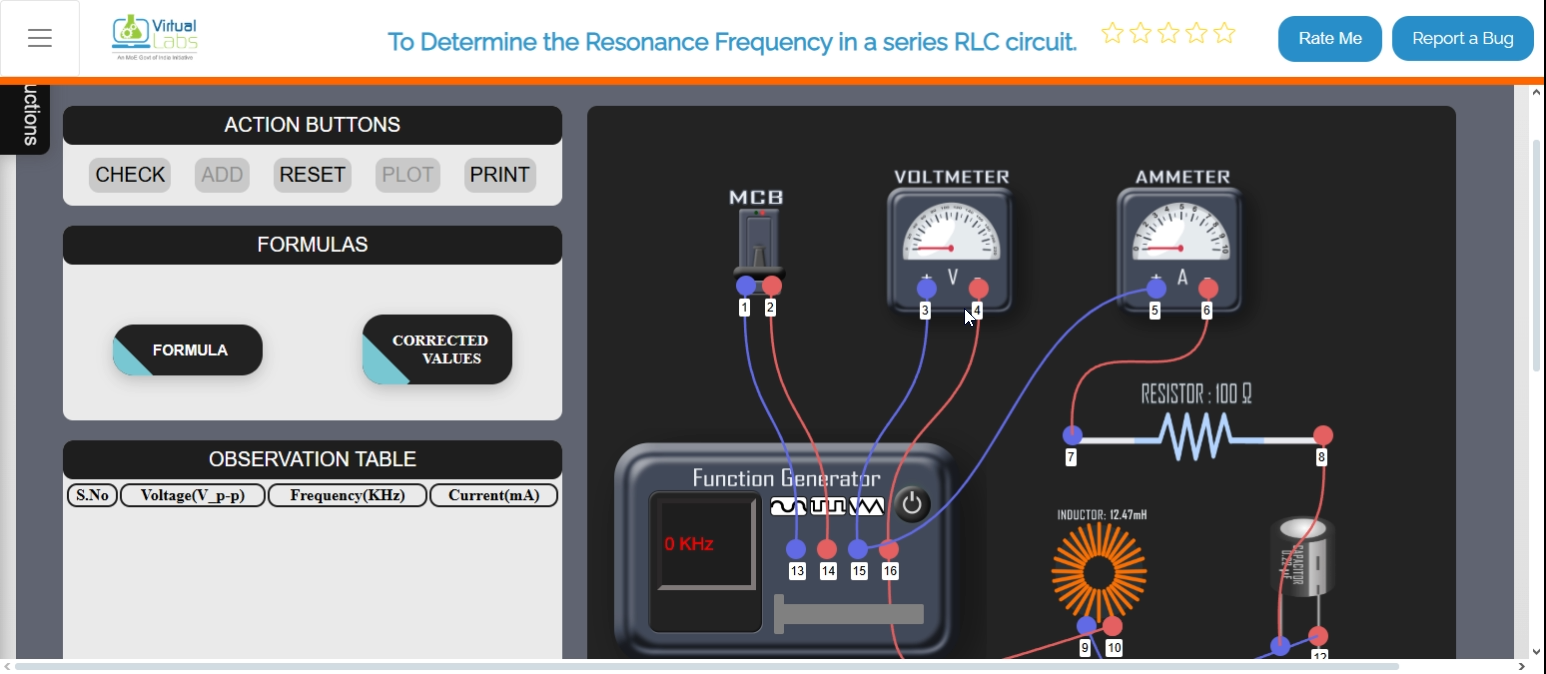 Virtual
Labs
An MoE Govt of India Initiative
To Determine the Resonance Frequency in a series RLC circuit.
Rate Me
Report a Bug
uctions
ACTION BUTTONS
CHECK
ADD
RESET
PLOT
PRINT
FORMULAS
FORMULA
CORRECTED
VALUES
OBSERVATION TABLE
S.No
Voltage(V_p-p)
Frequency(KHz)
Current(mA)
MCB
1
2
VOLTMETER
+ V -
3
4
AMMETER
+ A -
5
6
RESISTOR : 100 Ω
7
8
Function Generator
0 KHz
13
14
15
16
INDUCTOR: 12.47mH
9
10
CAPACITOR
12